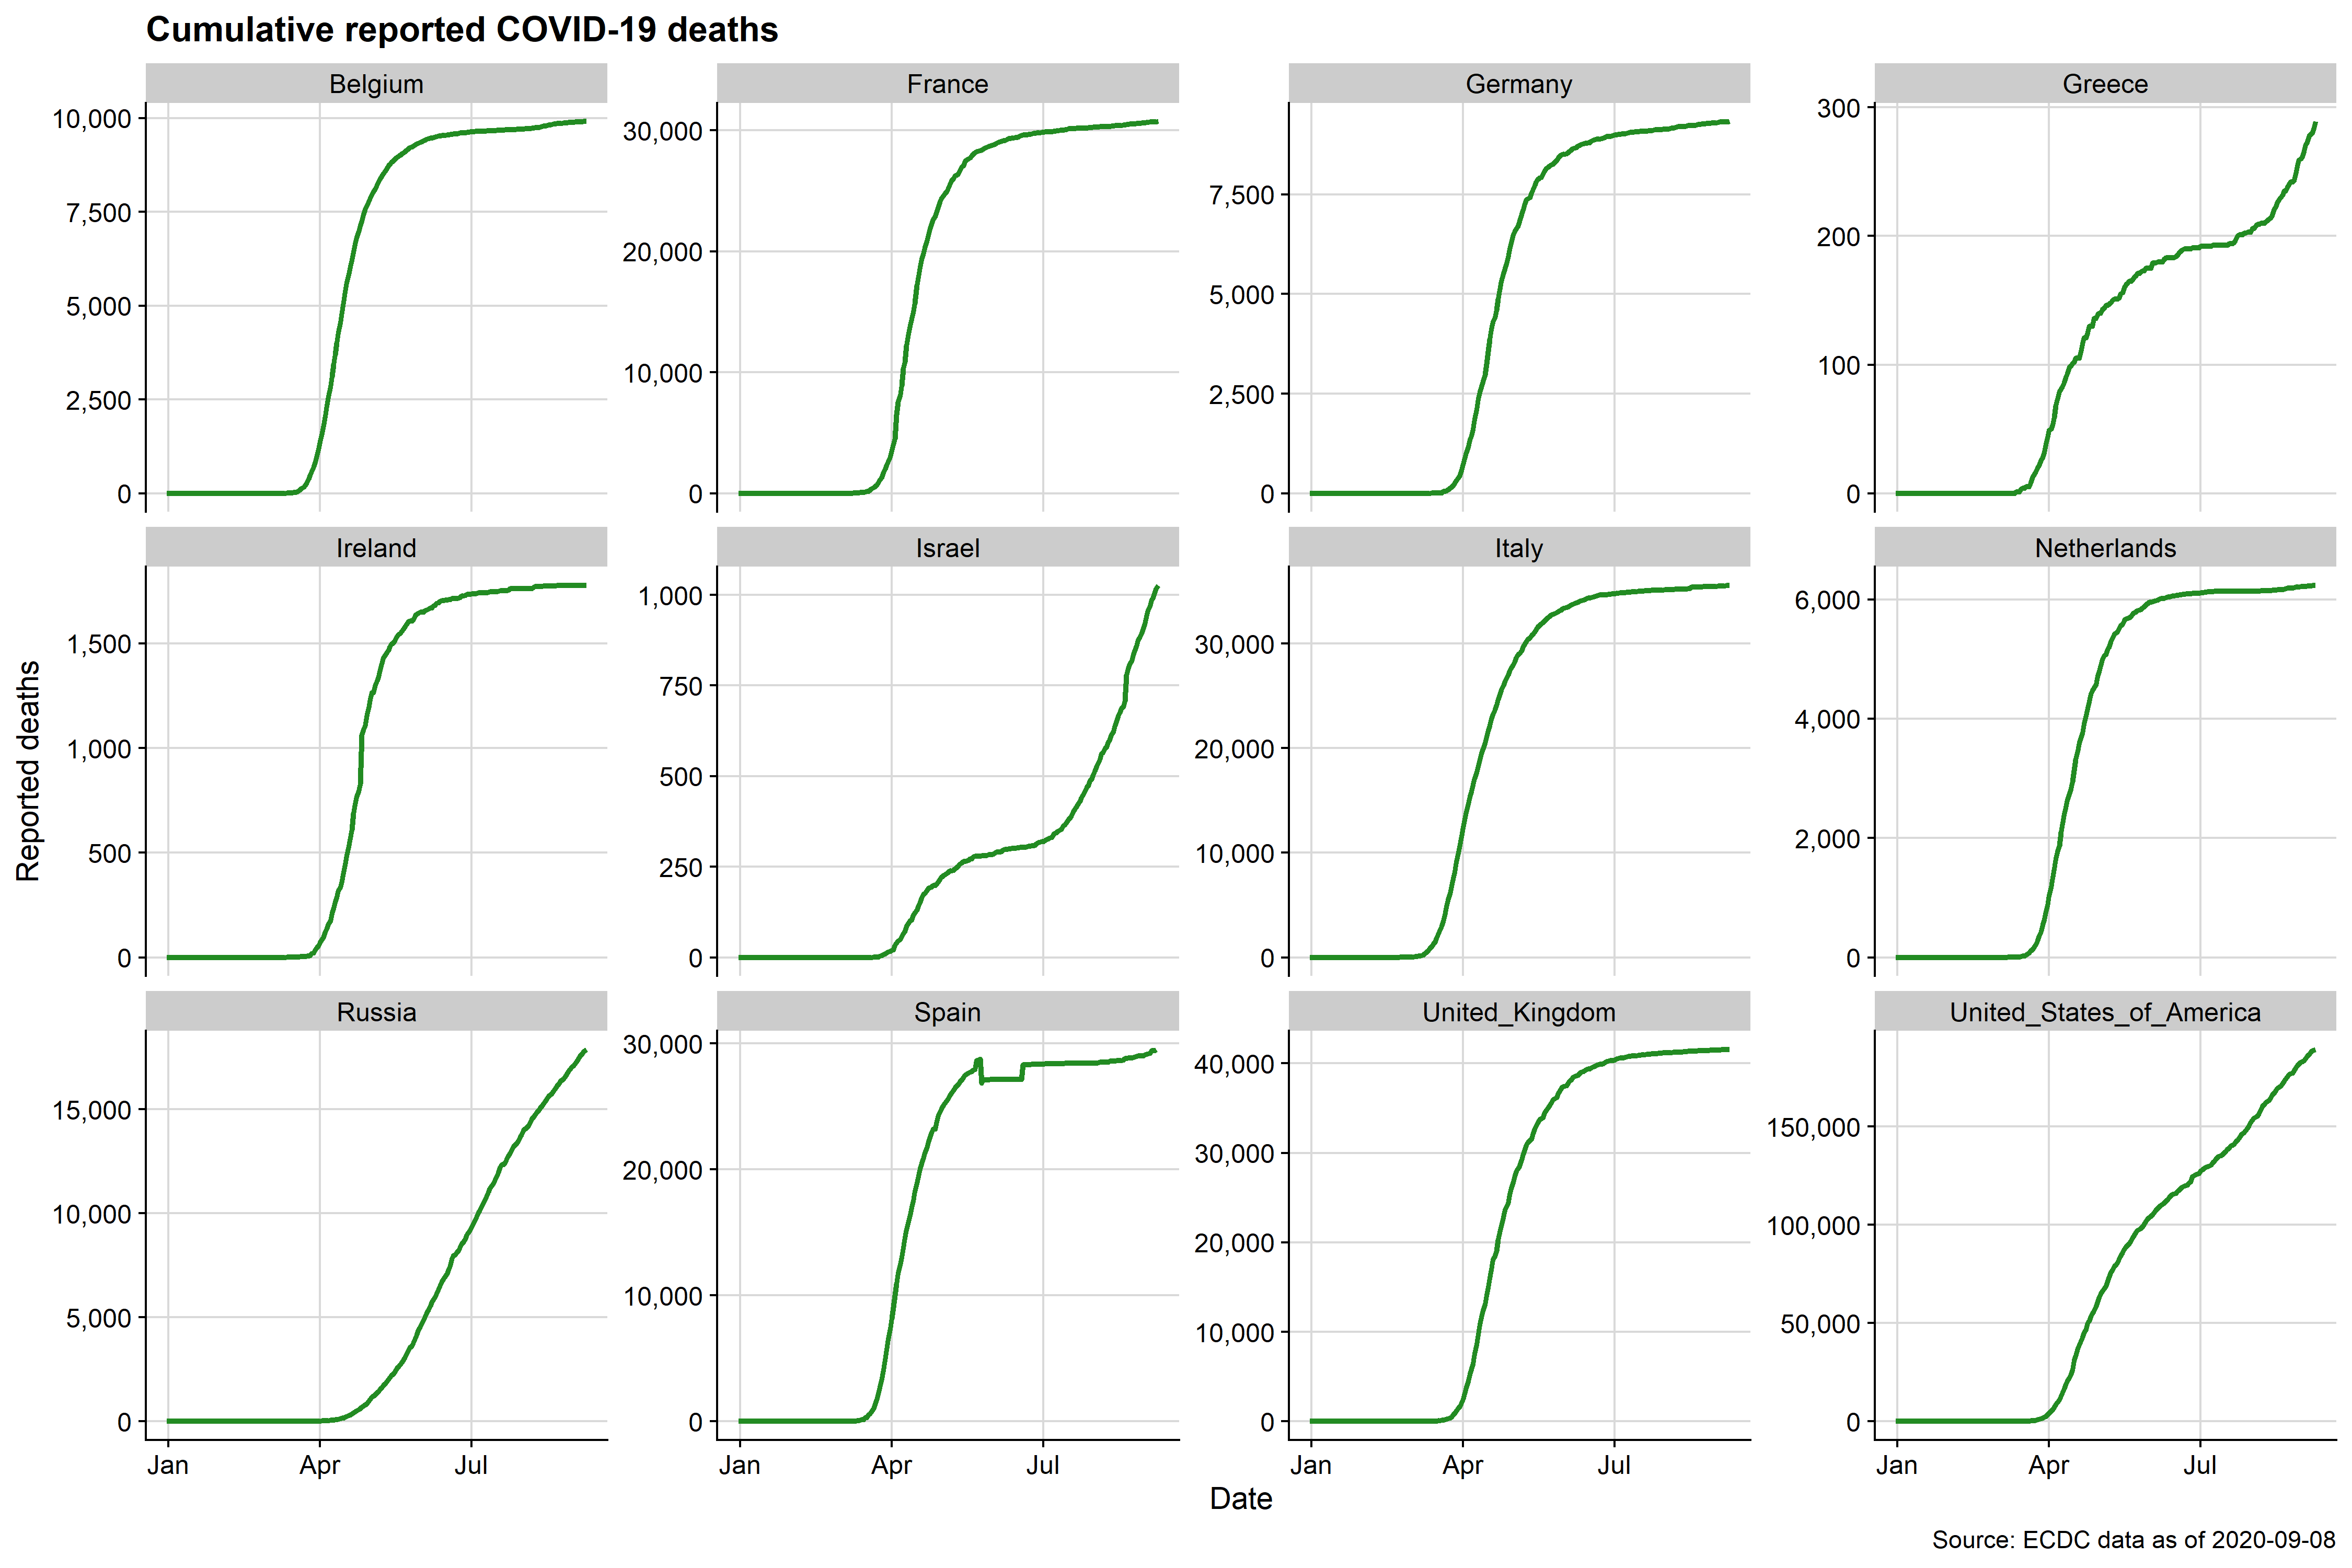 Cumulative reported COVID-19 deaths
Belgium
France
Germany
Greece
10,000
7,500
5,000
2,500
0
30,000
20,000
10,000
0
7,500
5,000
2,500
0
300
200
100
0
Ireland
Israel
Italy
Netherlands
1,500
1,000
500
0
1,000
750
500
250
0
30,000
20,000
10,000
0
6,000
4,000
2,000
0
Reported deaths
Russia
Spain
United_Kingdom
United_States_of_America
15,000
10,000
5,000
0
30,000
20,000
10,000
0
40,000
30,000
20,000
10,000
0
150,000
100,000
50,000
0
Jan Apr Jul
Jan Apr Jul
Jan Apr Jul
Jan Apr Jul
Date
Source: ECDC data as of 2020-09-08